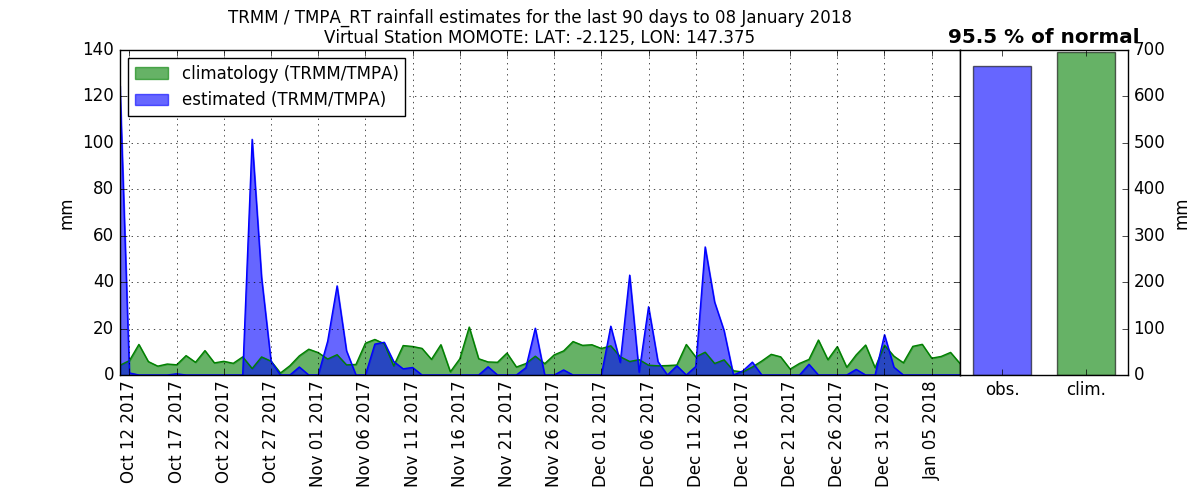 TRMM / TMPA_RT rainfall estimates for the last 90 days to 08 January 2018
Virtual Station MOMOTE: LAT: -2.125, LON: 147.375
95.5 % of normal
climatology (TRMM/TMPA)
estimated (TRMM/TMPA)
mm
140
120
100
80
60
40
20
0
Oct 12 2017
Oct 17 2017
Oct 22 2017
Oct 27 2017
Nov 01 2017
Nov 06 2017
Nov 11 2017
Nov 16 2017
Nov 21 2017
Nov 26 2017
Dec 01 2017
Dec 06 2017
Dec 11 2017
Dec 16 2017
Dec 21 2017
Dec 26 2017
Dec 31 2017
Jan 05 2018
700
600
500
400
300
200
100
0
mm
obs.
clim.